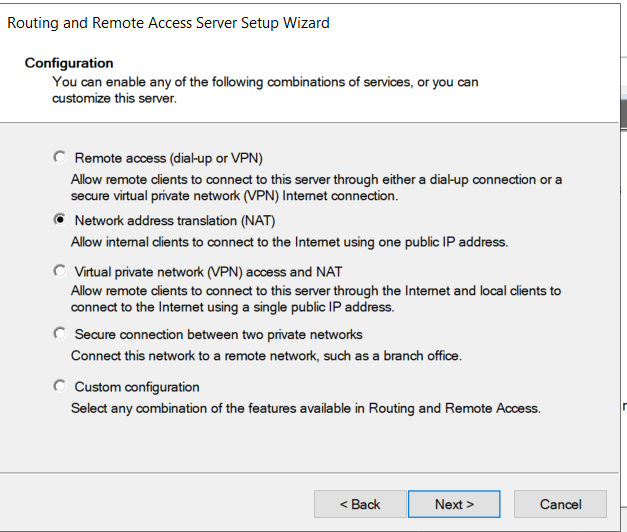 Routing and Remote Access Server Setup Wizard
Configuration
You can enable any of the following combinations of services, or you can
customize this server.
Remote access (dial-up or VPN)
Allow remote clients to connect to this server through either a dial-up connection or a
secure virtual private network (VPN) Internet connection.
Network address translation (NAT)
Allow internal clients to connect to the Internet using one public IP address.
Virtual private network (VPN) access and NAT
Allow remote clients to connect to this server through the Internet and local clients to
connect to the Internet using a single public IP address.
Secure connection between two private networks
Connect this network to a remote network, such as a branch office.
Custom configuration
Select any combination of the features available in Routing and Remote Access.
< Back Next > Cancel